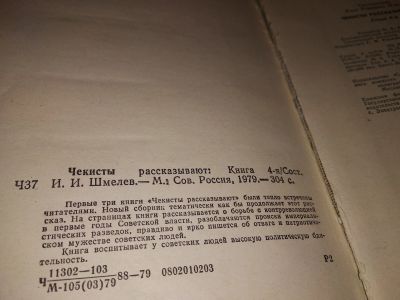 Чекисты рассказывают: Книга 4-я/Сост.
Ч37 И. И. Шмелев.— М.: Сов. Россия, 1979.— 304 с.
Первые три книги «Чекисты рассказывают» были тепло встречены
читателями. Новый сборник тематически как бы продолжает этот рас-
сказ. На страницах книги рассказывается о борьбе с контрреволюцией
в первые годы Советской власти, разоблачаются происки империалис-
тических разведок, правдиво и ярко пишется об отваге и патриоти-
ческом мужестве советских людей.
Книга воспитывает у советских людей высокую политическую бди-
тельность.
Ч 11302—103
М-105(03)79 88—79 0802010203
Р2
ЧЕКИСТЫ